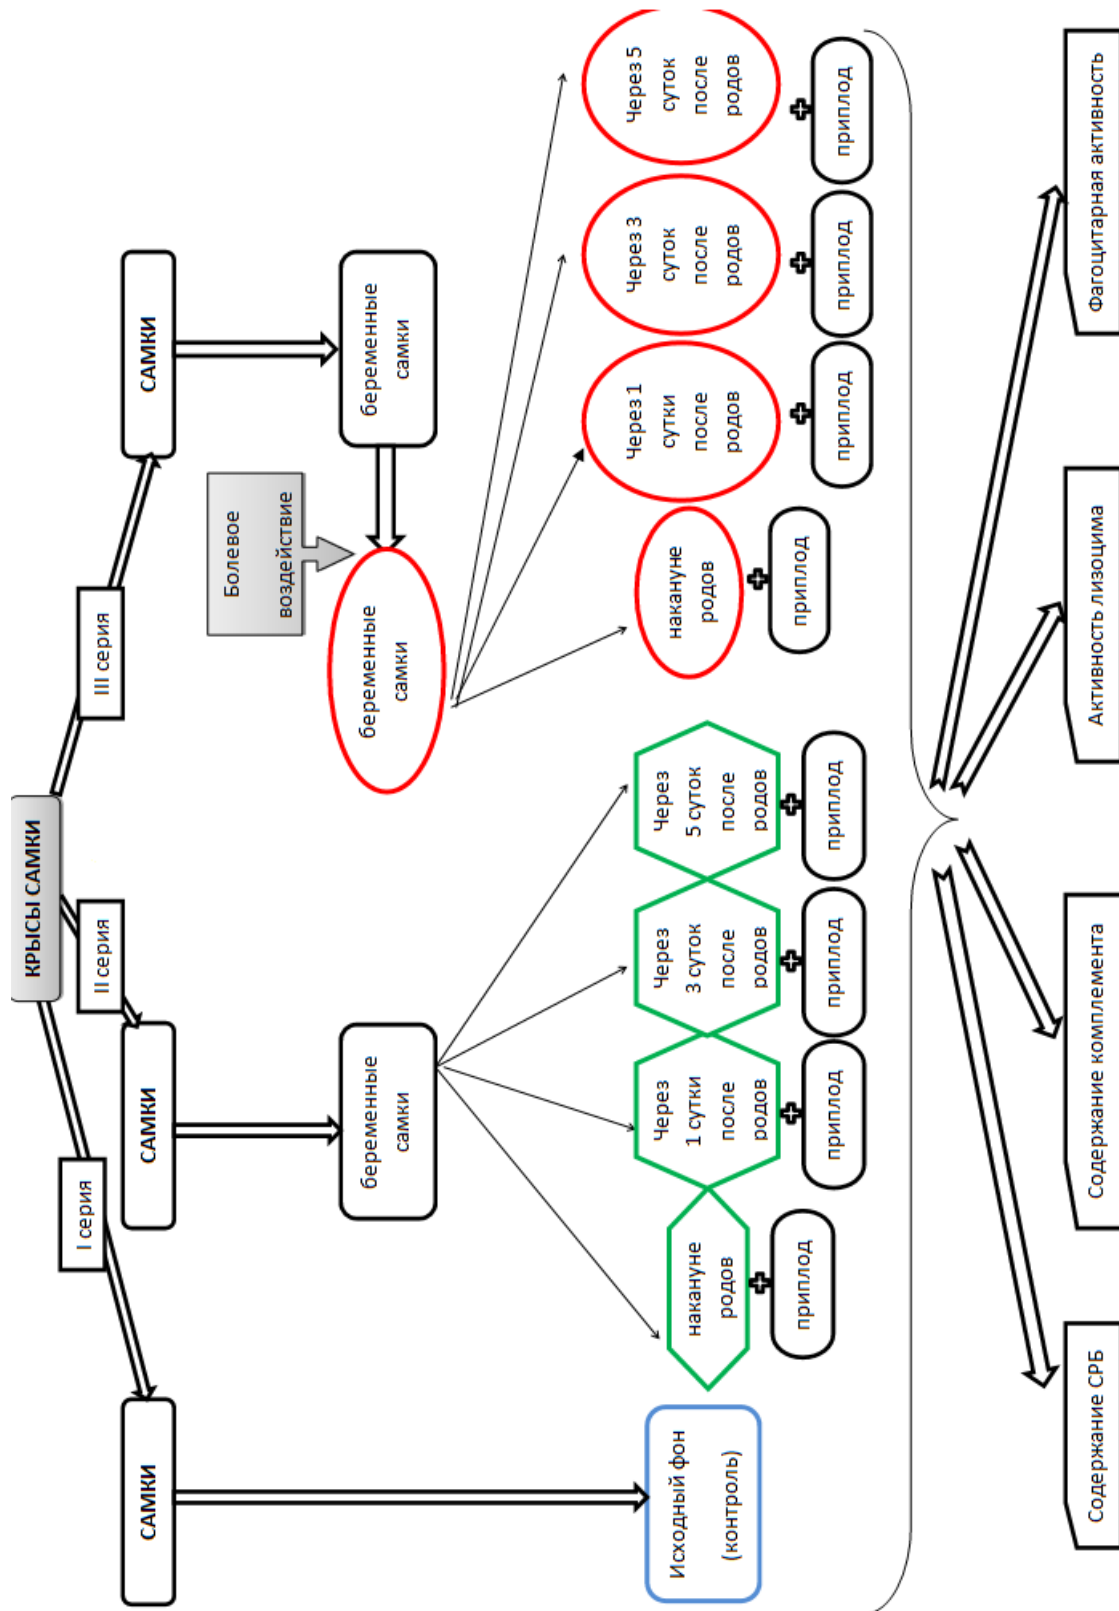 КРЫСЫ САМКИ
I серия
II серия
III серия
САМКИ
САМКИ
САМКИ
беременные
самки
беременные
самки
Болевое
воздействие
беременные
самки
Исходный фон
(контроль)
накануне
родов
приплод
Через
1 сутки
после
родов
приплод
Через
3 суток
после
родов
приплод
Через
5 суток
после
родов
приплод
накануне
родов
приплод
Через 1
сутки
после
родов
приплод
Через 3
суток
после
родов
приплод
Через 5
суток
после
родов
приплод
Содержание СРБ
Содержание комплемента
Активность лизоцима
Фагоцитарная активность